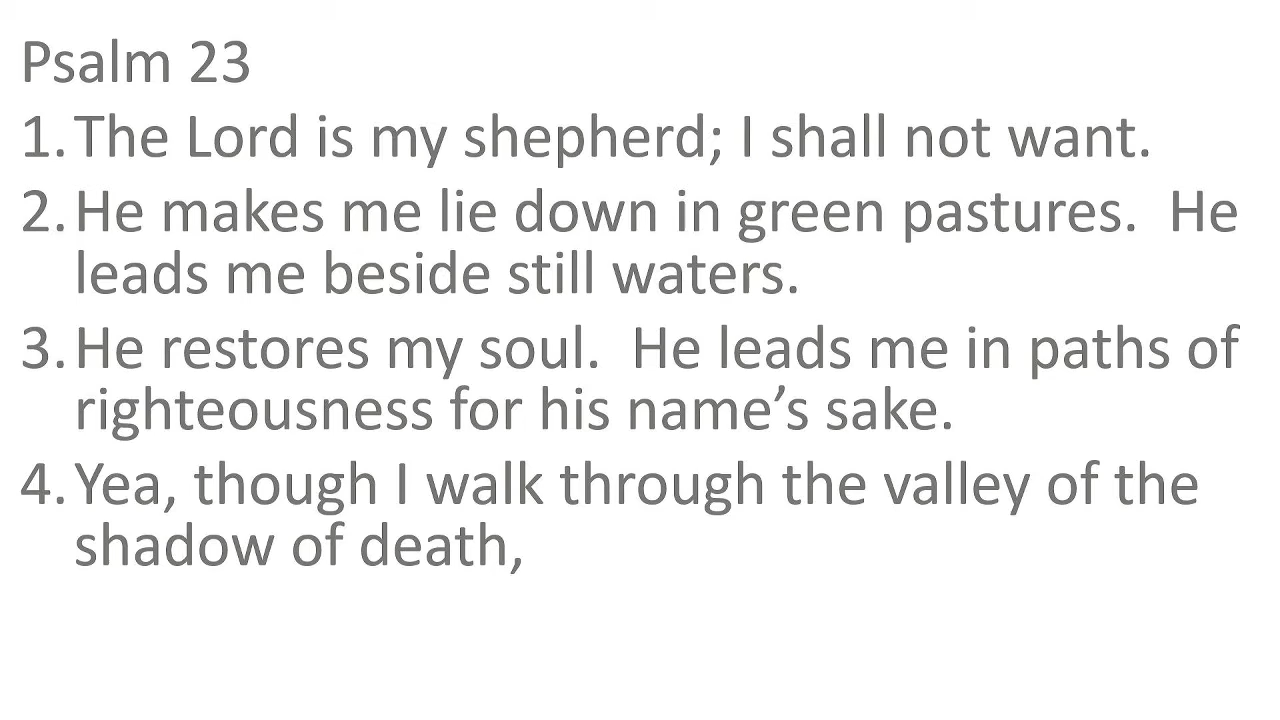 Psalm 23
1. The Lord is my shepherd; I shall not want.
2. He makes me lie down in green pastures.  He
leads me beside still waters.
3. He restores my soul.  He leads me in paths of
righteousness for his name’s sake.
4. Yea, though I walk through the valley of the
shadow of death,